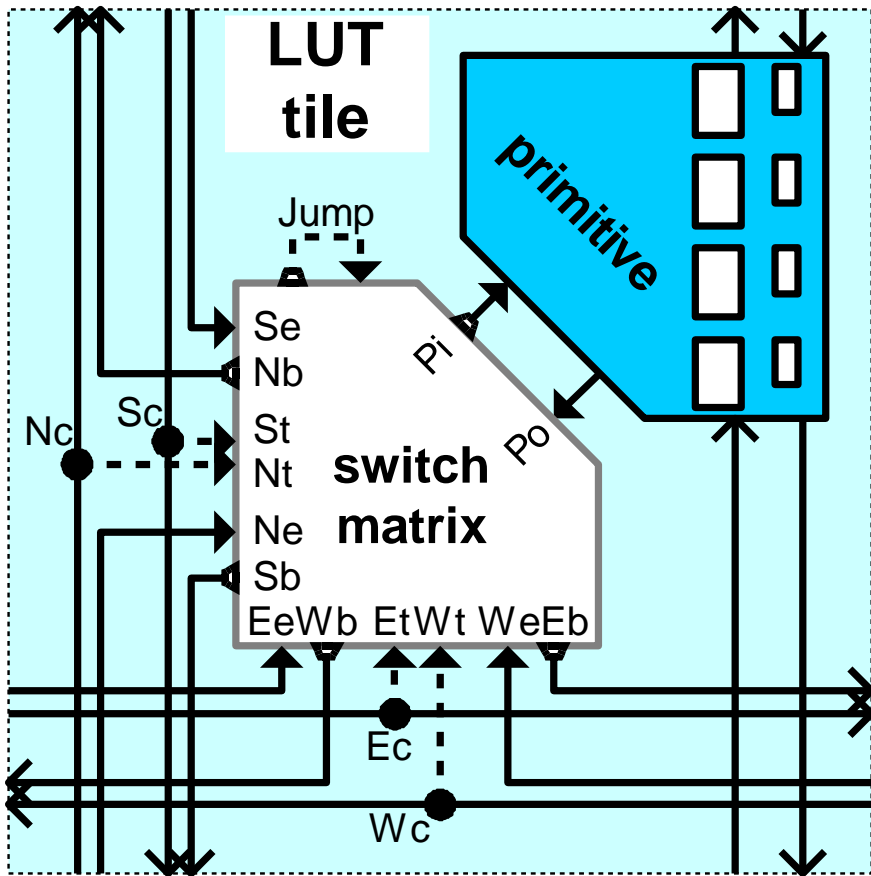 LUT
tile
primitive
Jump
Se
Pi
Nb
Sc
St
Po
Nc
Nt
switch
matrix
Ne
Sb
EeWb EtWt WeEb
Ec
Wc